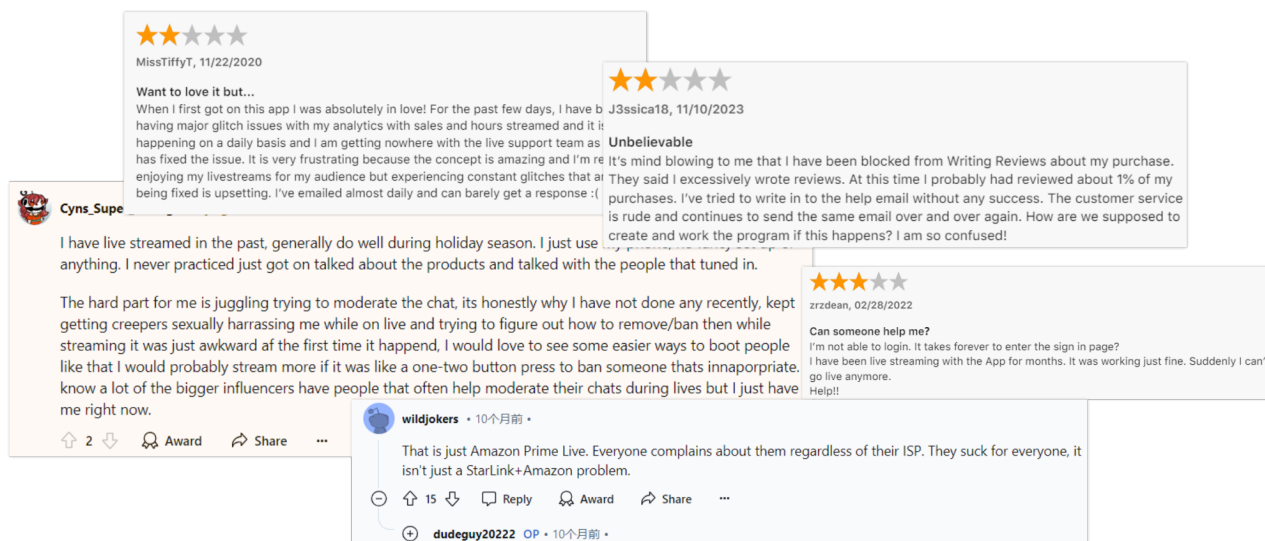 MissTiffyT, 11/22/2020
Want to love it but...
When I first got on this app I was absolutely in love! For the past few days, I have
having major glitch issues with my analytics with sales and hours streamed and it is
happening on a daily basis and I am getting nowhere with the live support team as
has fixed the issue. It is very frustrating because the concept is amazing and I'm
enjoying my livestreams for my audience but experiencing constant glitches that
being fixed is upsetting. I've emailed almost daily and can barely get a response :(
J3ssica18, 11/10/2023
Unbelievable
It's mind blowing to me that I have been blocked from Writing Reviews about my purchase.
They said I excessively wrote reviews. At this time I probably had reviewed about 1% of my
purchases. I've tried to write in to the help email without any success. The customer service
is rude and continues to send the same email over and over again. How are we supposed to
create and work the program if this happens? I am so confused!
Cyns_Supe
I have live streamed in the past, generally do well during holiday season. I just use
anything. I never practiced just got on talked about the products and talked with the people that tuned in.
The hard part for me is juggling trying to moderate the chat, its honestly why I have not done any recently, kept
getting creepers sexually harrassing me while on live and trying to figure out how to remove/ban then while
streaming it was just awkward af the first time it happend, I would love to see some easier ways to boot people
like that I would probably stream more if it was like a one-two button press to ban someone thats innaporpriate.
know a lot of the bigger influencers have people that often help moderate their chats during lives but I just have
me right now.
2 Award Share
zrzdean, 02/28/2022
Can someone help me?
I'm not able to login. It takes forever to enter the sign in page?
I have been live streaming with the App for months. It was working just fine. Suddenly I can'
go live anymore.
Help!!
wildjokers • 10个月前 •
That is just Amazon Prime Live. Everyone complains about them regardless of their ISP. They suck for everyone, it
isn't just a StarLink+Amazon problem.
15 Reply Award Share
dudeguy20222 OP • 10个月前 •